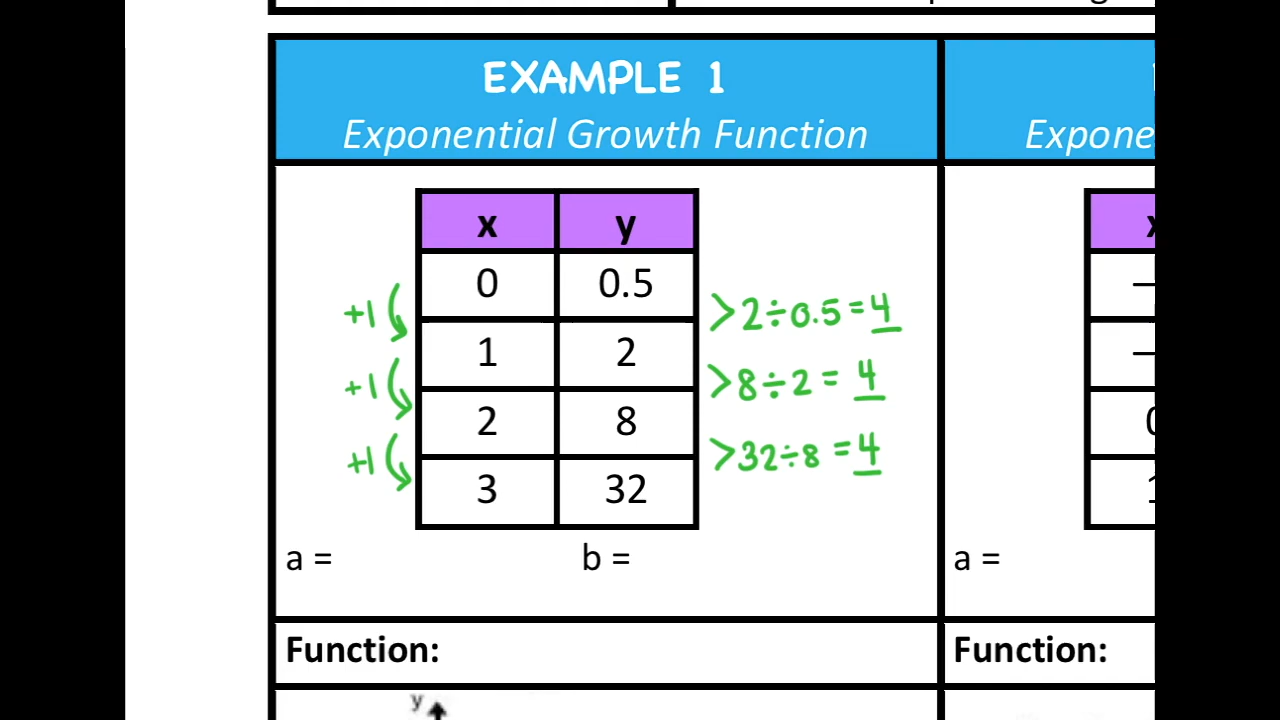 EXAMPLE 1
Exponential Growth Function
x y
0 0.5
1 2
2 8
3 32
+1
+1
+1
>2÷0.5=4
>8÷2=4
>32÷8=4
a = b =
Function:
y
a =
Function: